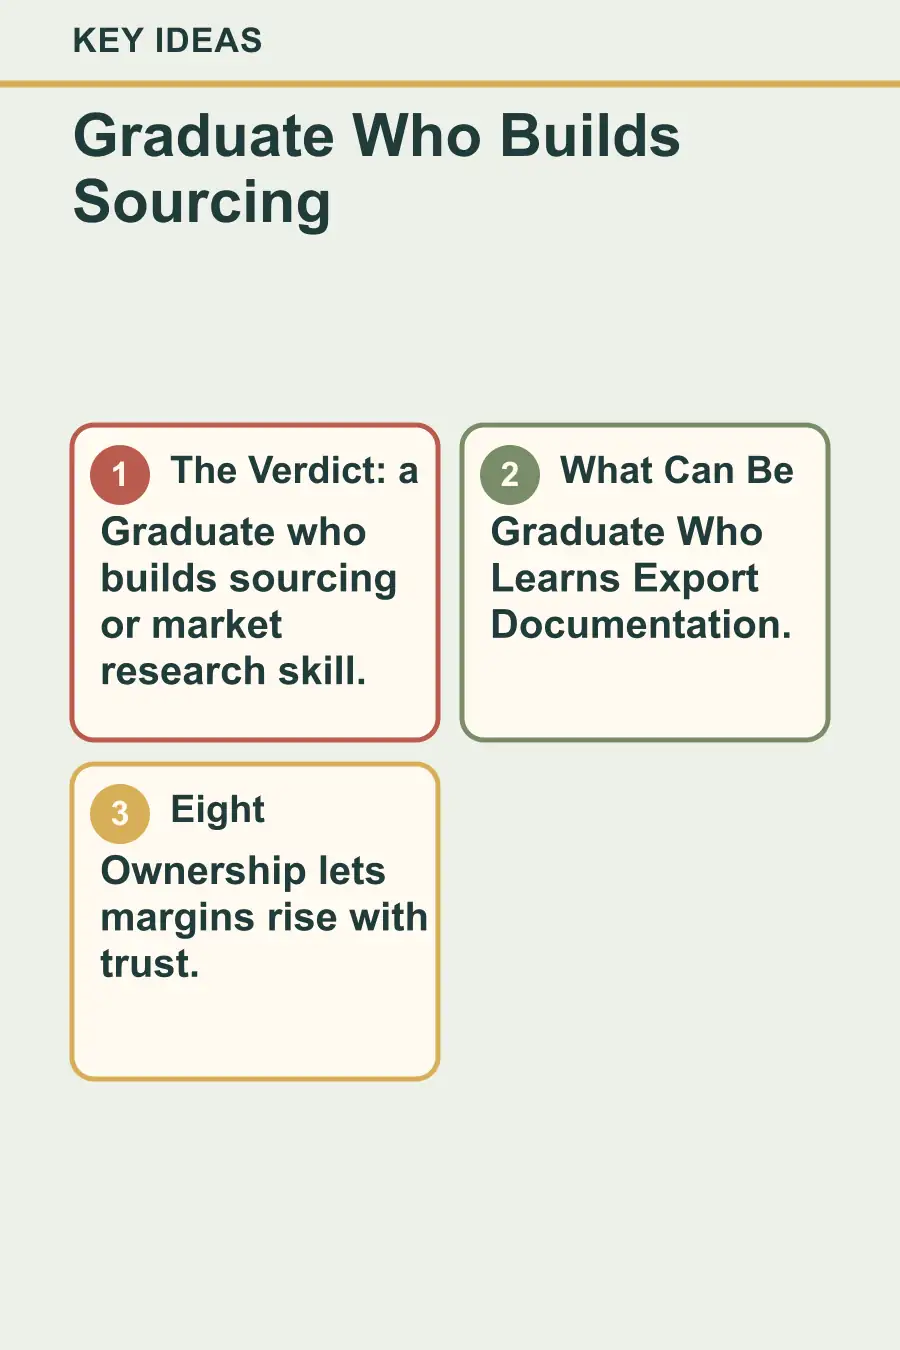 KEY IDEAS
Graduate Who Builds
Sourcing
1 The Verdict: a
Graduate who
builds sourcing
or market
research skill.
2 What Can Be
Graduate Who
Learns Export
Documentation.
3 Eight
Ownership lets
margins rise with
trust.